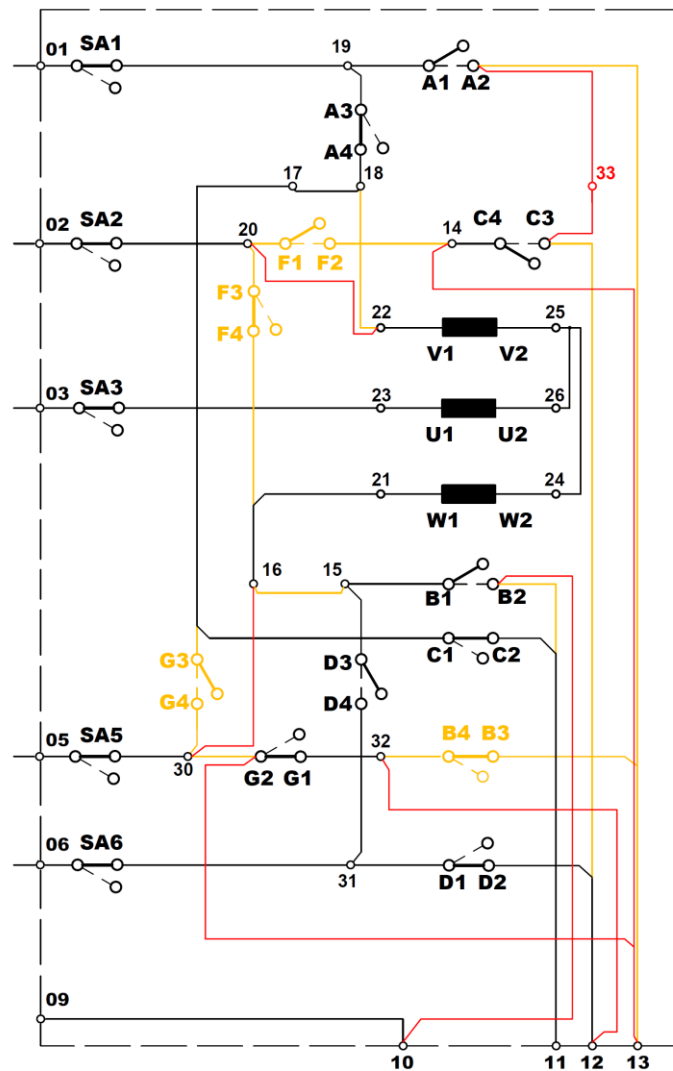 01 SA1 19 A1 A2
A3
A4
17 18 33
02 SA2 20 F1 F2 14 C4 C3
F3
F4
22 V1 V2 25
03 SA3 23 U1 U2 26
21 W1 W2 24
16 15 B1 B2
C1 C2
G3 D3
G4 D4
05 SA5 30 G2 G1 32 B4 B3
06 SA6 31 D1 D2
09
10 11 12 13